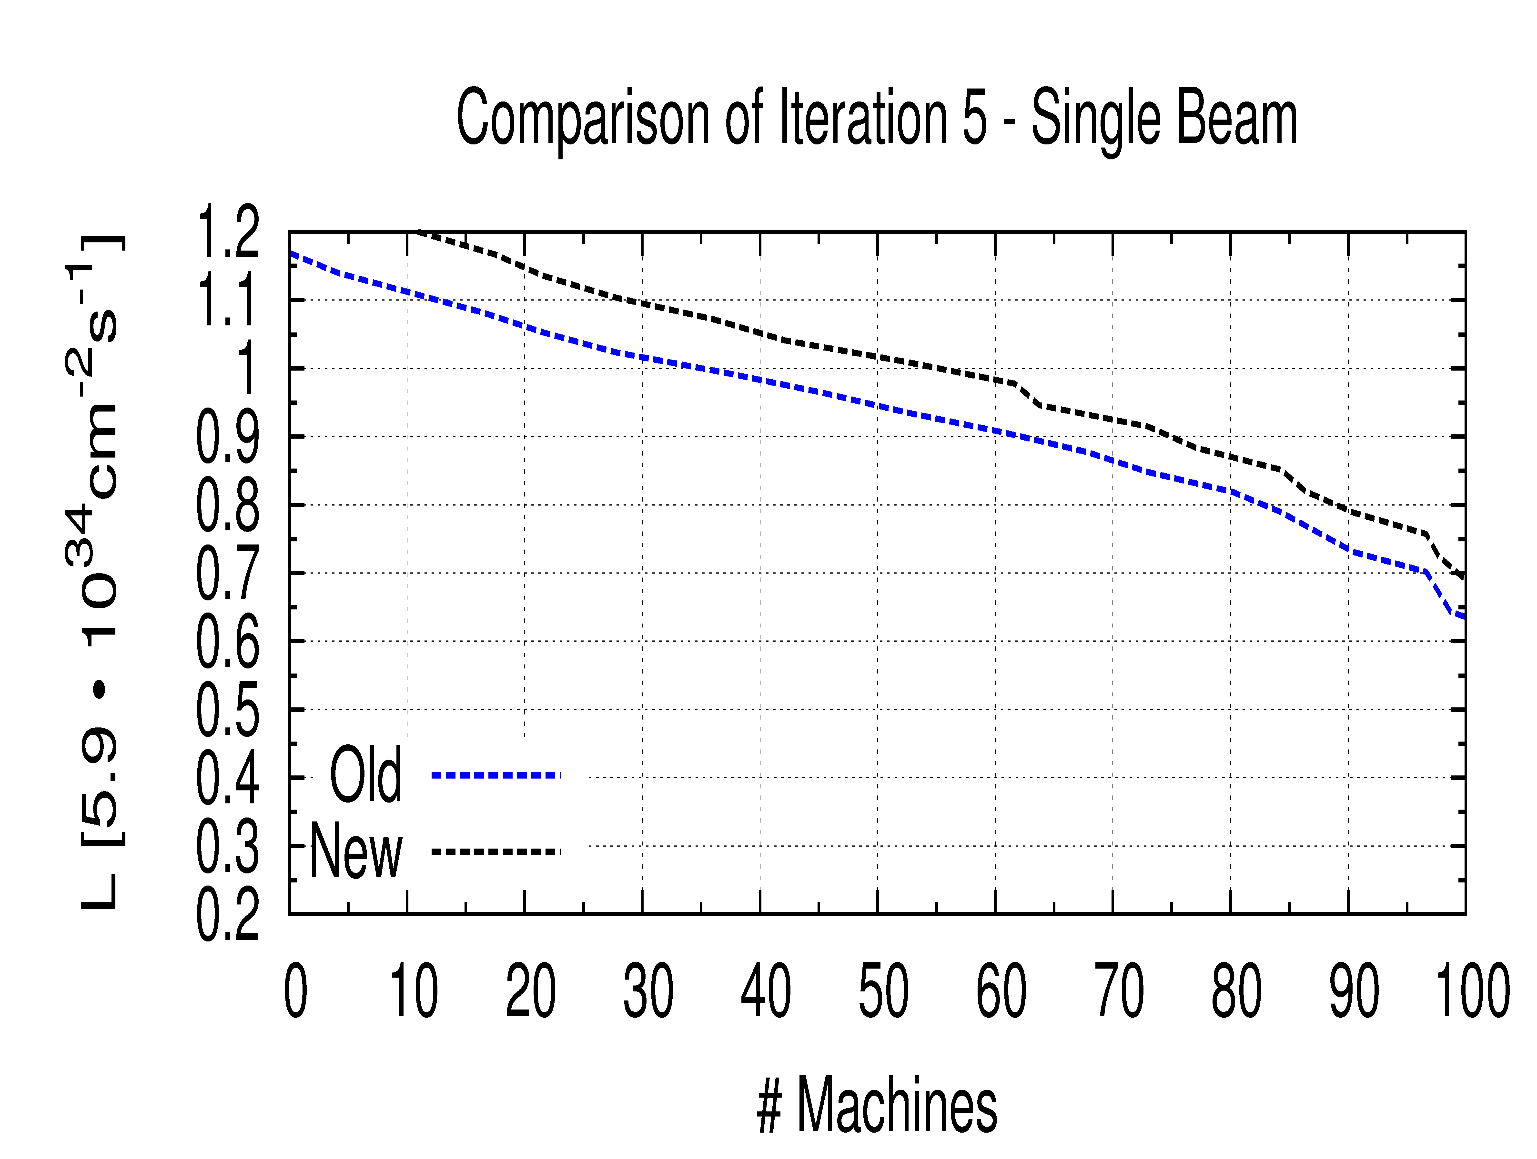 Comparison of Iteration 5 - Single Beam
L [5.9 • 10^34cm^-2s^-1]
1.2
1.1
1
0.9
0.8
0.7
0.6
0.5
0.4
0.3
0.2
Old
New
0 10 20 30 40 50 60 70 80 90 100
# Machines